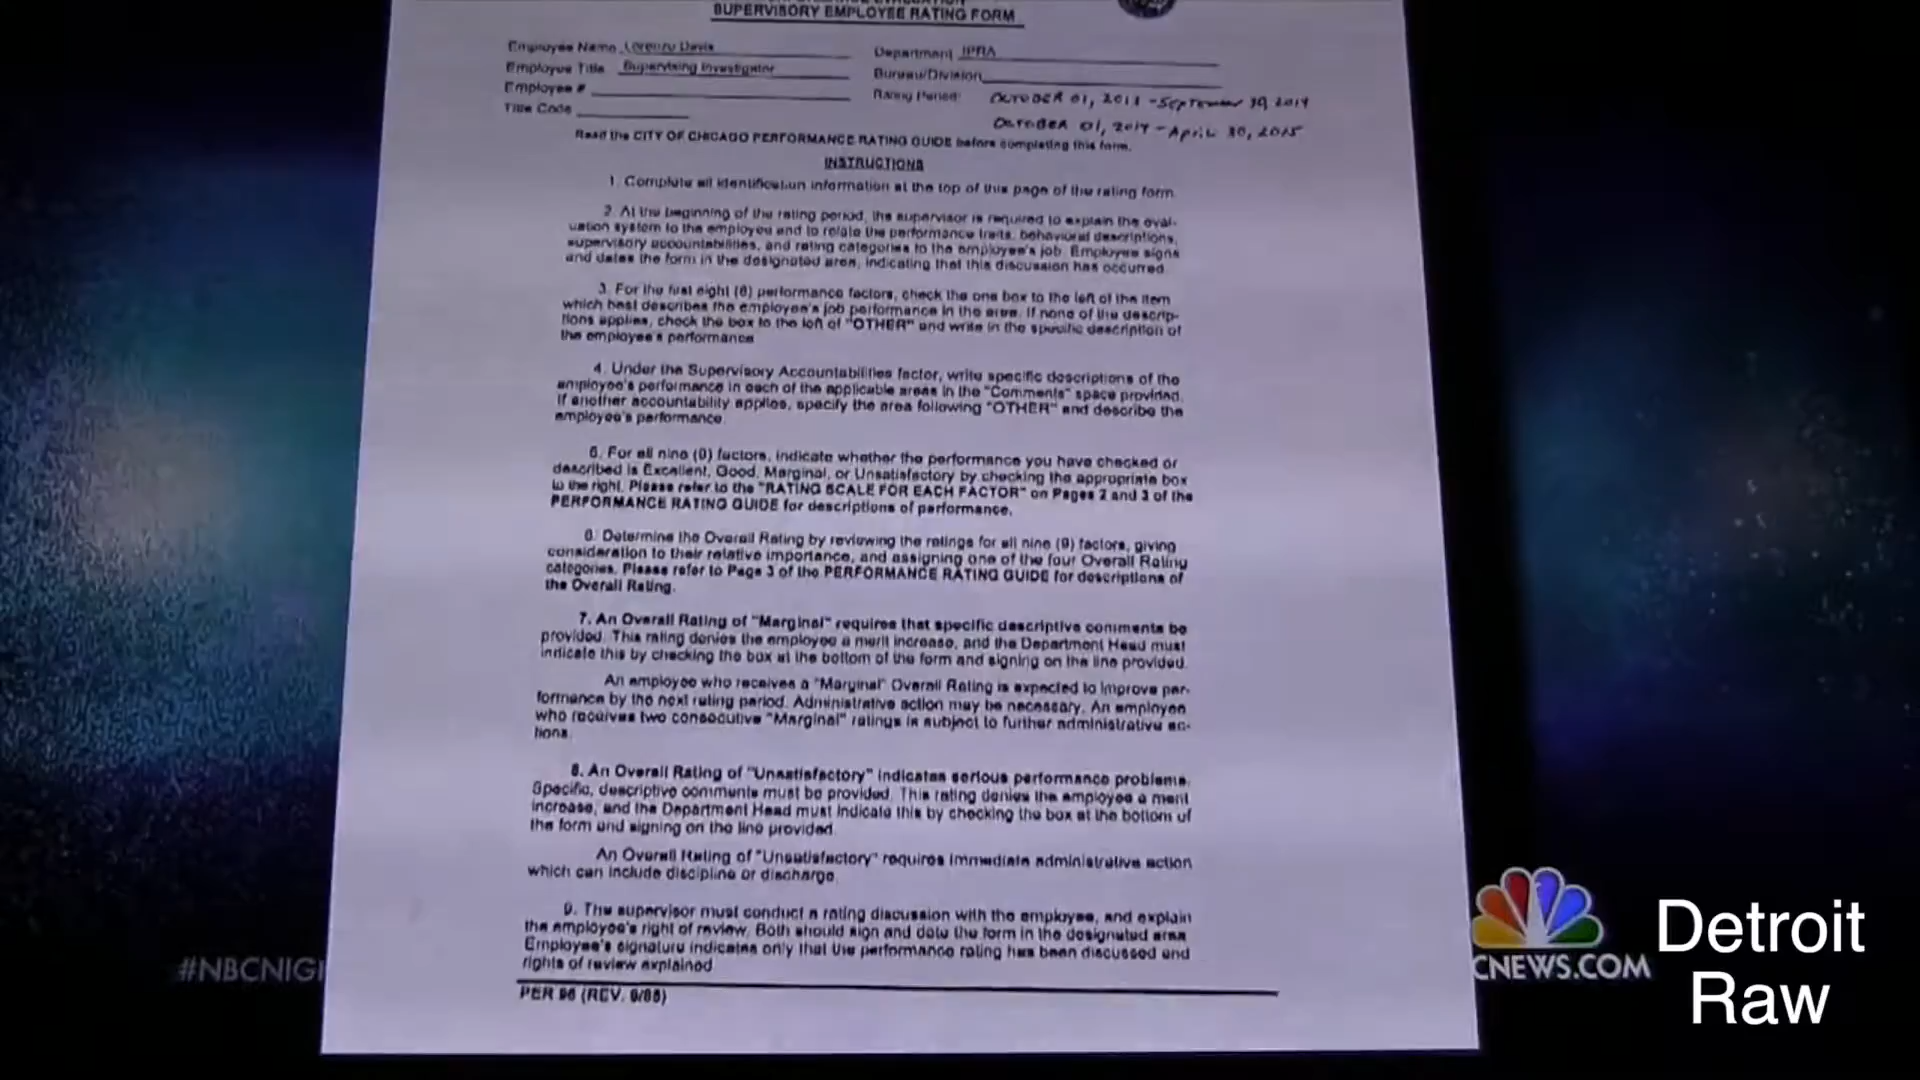 SUPERVISORY EMPLOYEE RATING FORM
Employee Name Lorenzo Davis
Department IPRA
Employee Title Supervising Investigator
Bureau/Division
Employee #
Rating Period: OCTOBER 01, 2013 - SEPTEMBER 30, 2014
Title Code
OCTOBER 01, 2014 - April 30, 2015
Read the CITY OF CHICAGO PERFORMANCE RATING GUIDE before completing this form.
INSTRUCTIONS
1. Complete all identification information at the top of this page of the rating form.
2. At the beginning of the rating period, the supervisor is required to explain the eval-
uation system to the employee and to relate the performance traits, behavioral descriptions,
supervisory accountabilities, and rating categories to the employee's job. Employee signs
and dates the form in the designated area, indicating that this discussion has occurred.
3. For the first eight (8) performance factors, check the one box to the left of the item
which best describes the employee's job performance in the area. If none of the descrip-
tions applies, check the box to the left of "OTHER" and write in the specific description of
the employee's performance.
4. Under the Supervisory Accountabilities factor, write specific descriptions of the
employee's performance in each of the applicable areas in the "Comments" space provided.
If another accountability applies, specify the area following "OTHER" and describe the
employee's performance.
5. For all nine (9) factors, indicate whether the performance you have checked or
described is Excellent, Good, Marginal, or Unsatisfactory by checking the appropriate box
to the right. Please refer to the "RATING SCALE FOR EACH FACTOR" on Pages 2 and 3 of the
PERFORMANCE RATING GUIDE for descriptions of performance.
6. Determine the Overall Rating by reviewing the ratings for all nine (9) factors, giving
consideration to their relative importance, and assigning one of the four Overall Rating
categories. Please refer to Page 3 of the PERFORMANCE RATING GUIDE for descriptions of
the Overall Rating.
7. An Overall Rating of "Marginal" requires that specific descriptive comments be
provided. This rating denies the employee a merit increase, and the Department Head must
indicate this by checking the box at the bottom of the form and signing on the line provided.
An employee who receives a "Marginal" Overall Rating is expected to improve per-
formance by the next rating period. Administrative action may be necessary. An employee
who receives two consecutive "Marginal" ratings is subject to further administrative ac-
tions.
8. An Overall Rating of "Unsatisfactory" indicates serious performance problems.
Specific, descriptive comments must be provided. This rating denies the employee a merit
increase, and the Department Head must indicate this by checking the box at the bottom of
the form and signing on the line provided.
An Overall Rating of "Unsatisfactory" requires immediate administrative action
which can include discipline or discharge.
9. The supervisor must conduct a rating discussion with the employee, and explain
the employee's right of review. Both should sign and date the form in the designated area.
Employee's signature indicates only that the performance rating has been discussed and
rights of review explained.
PER 96 (REV. 9/85)
#NBCNIGH
CNEWS.COM
Detroit
Raw